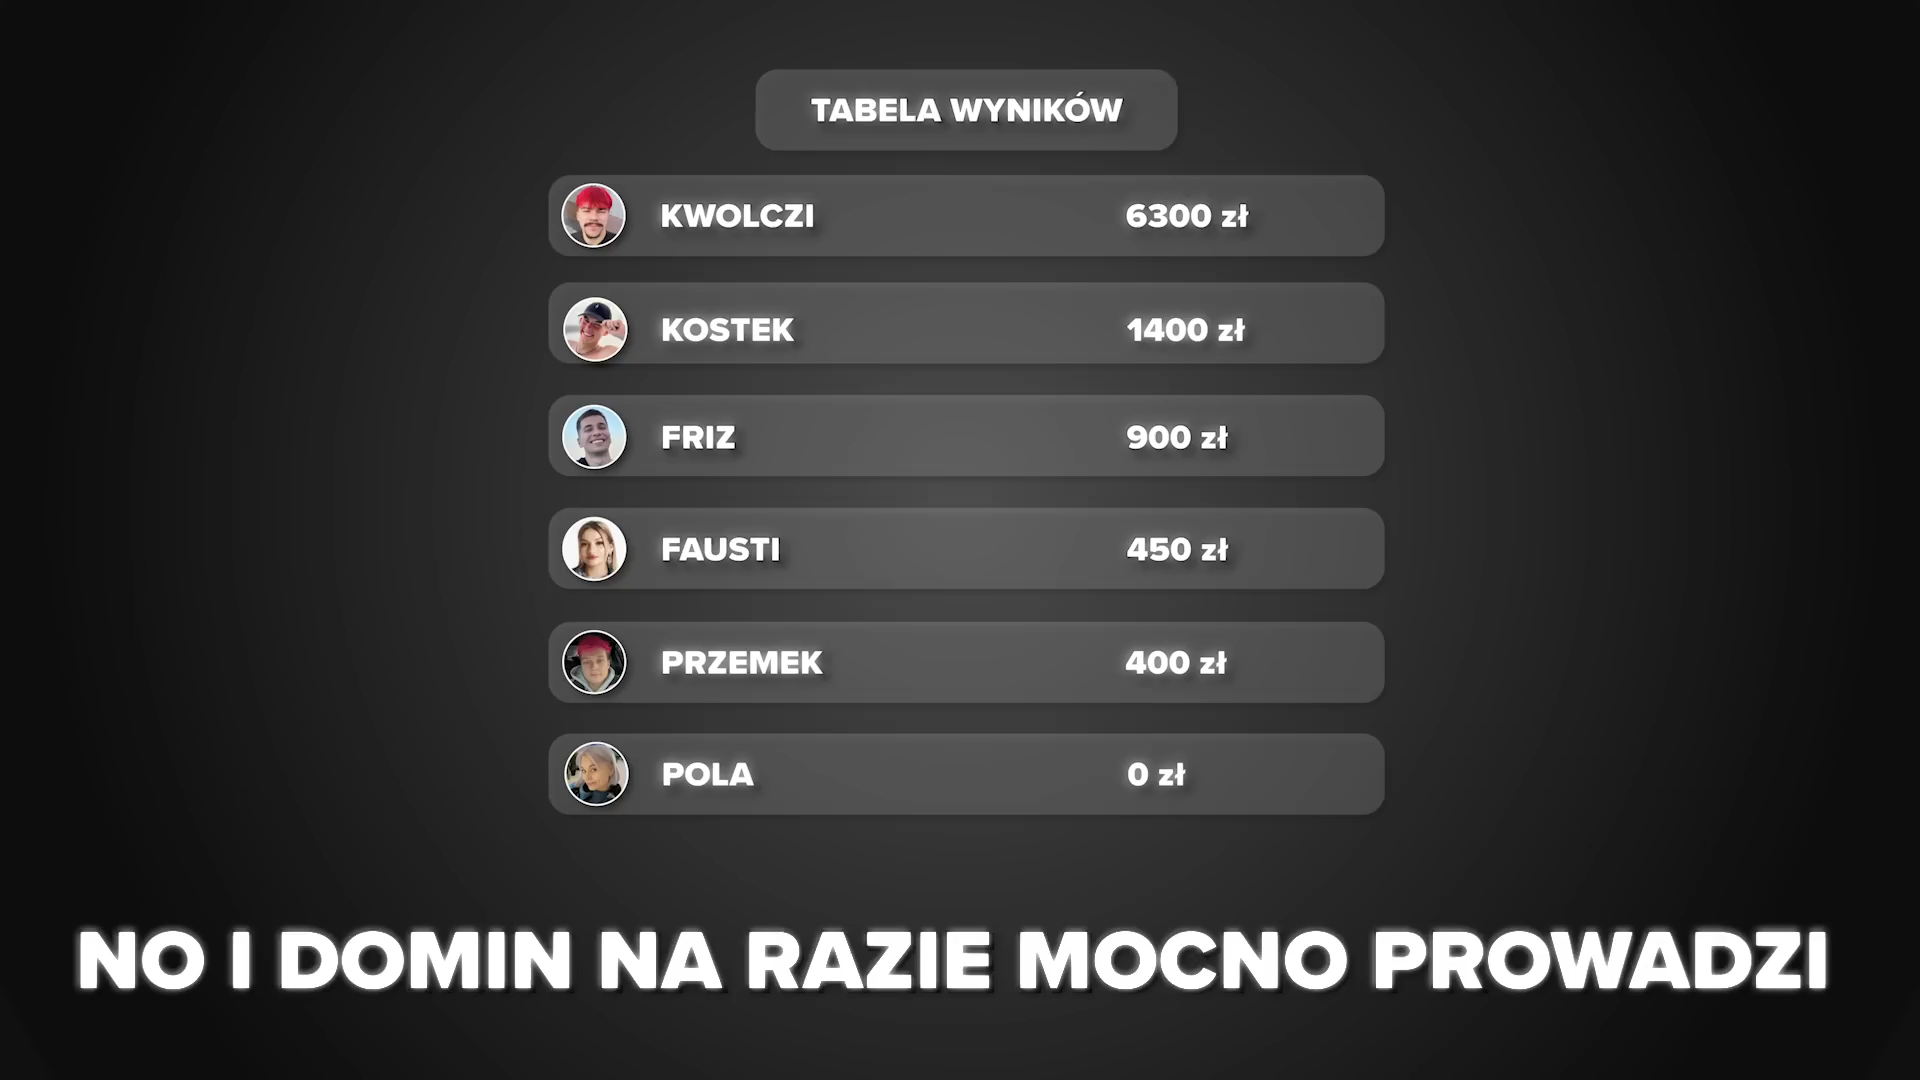 TABELA WYNIKÓW
KWOLCZI 6300 zł
KOSTEK 1400 zł
FRIZ 900 zł
FAUSTI 450 zł
PRZEMEK 400 zł
POLA 0 zł
NO I DOMIN NA RAZIE MOCNO PROWADZI